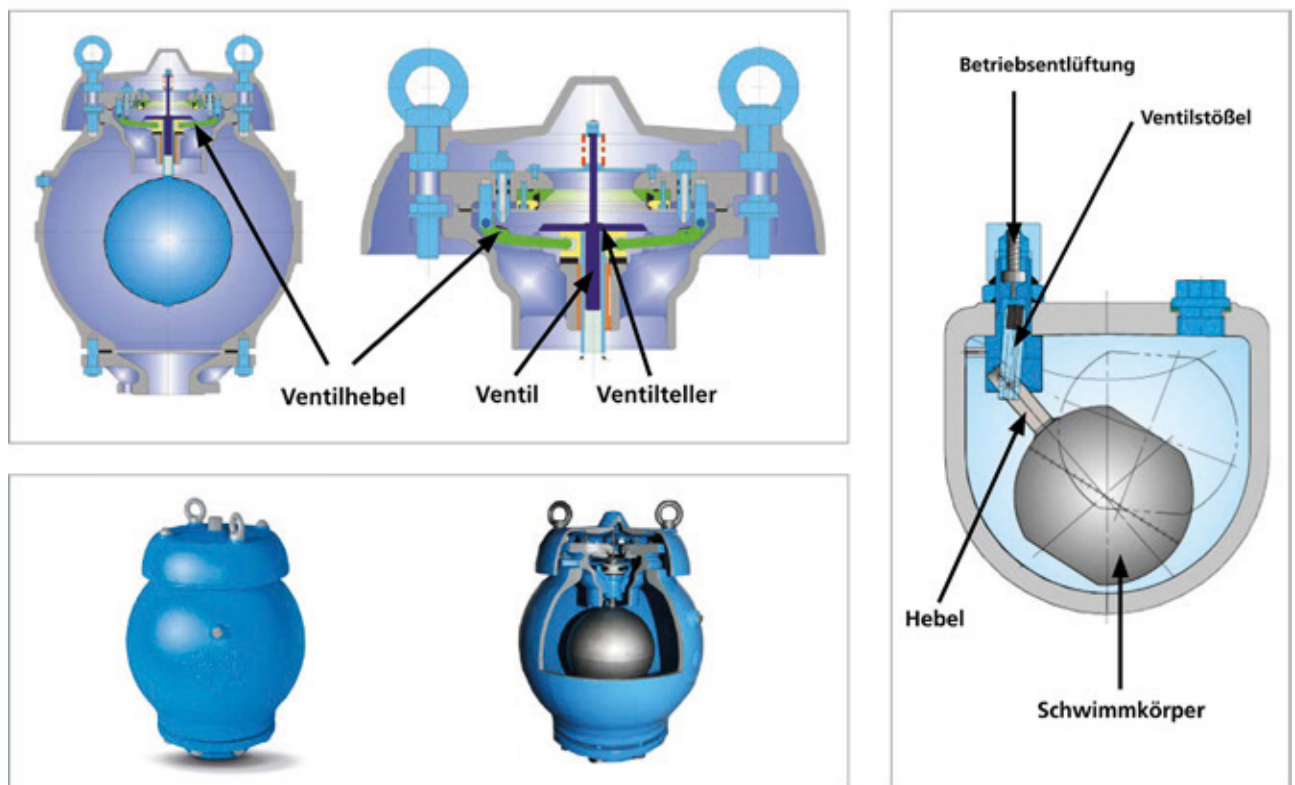 Ventilhebel
Ventil
Ventilteller
Betriebsentlüftung
Ventilstößel
Hebel
Schwimmkörper